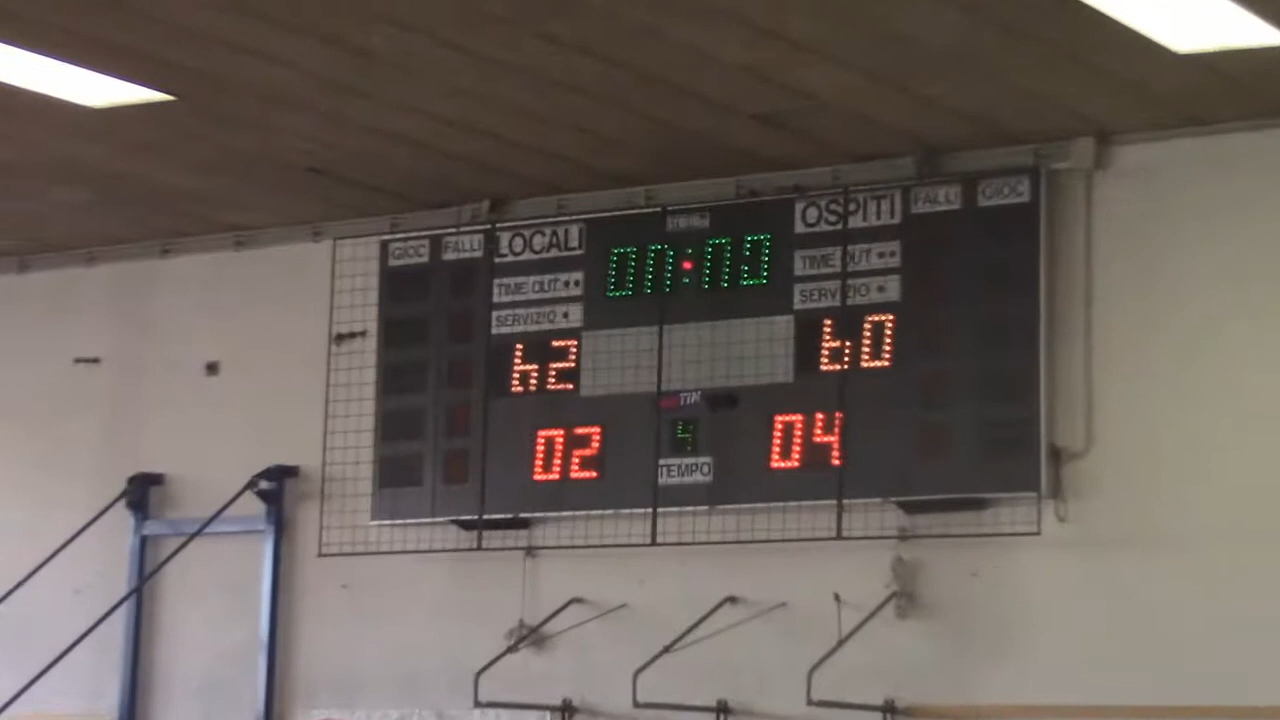 GIOC FALLI LOCALI OSPITI FALLI GIOC
TIME OUT 00:00 TIME OUT
SERVIZIO SERVIZIO
62 60
02 4 04
TEMPO